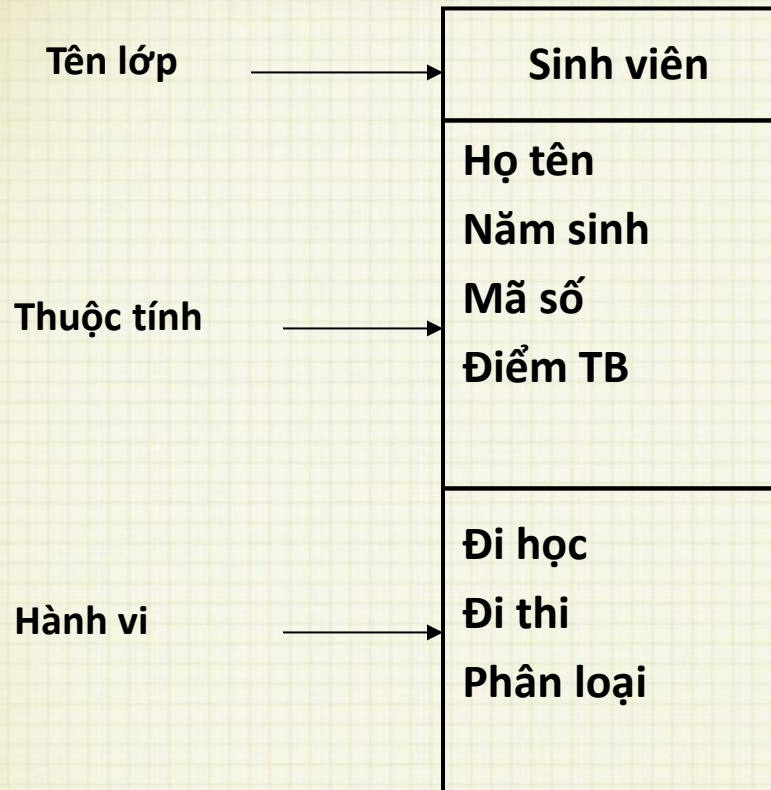 Tên lớp
Sinh viên
Họ tên
Năm sinh
Mã số
Điểm TB
Thuộc tính
Đi học
Đi thi
Phân loại
Hành vi